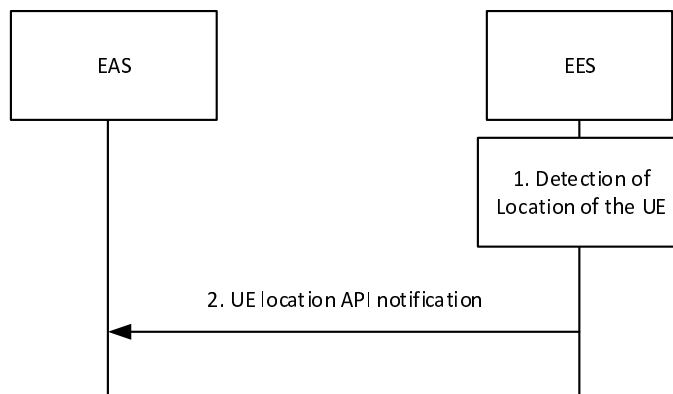 EAS
EES
1. Detection of
Location of the UE
2. UE location API notification